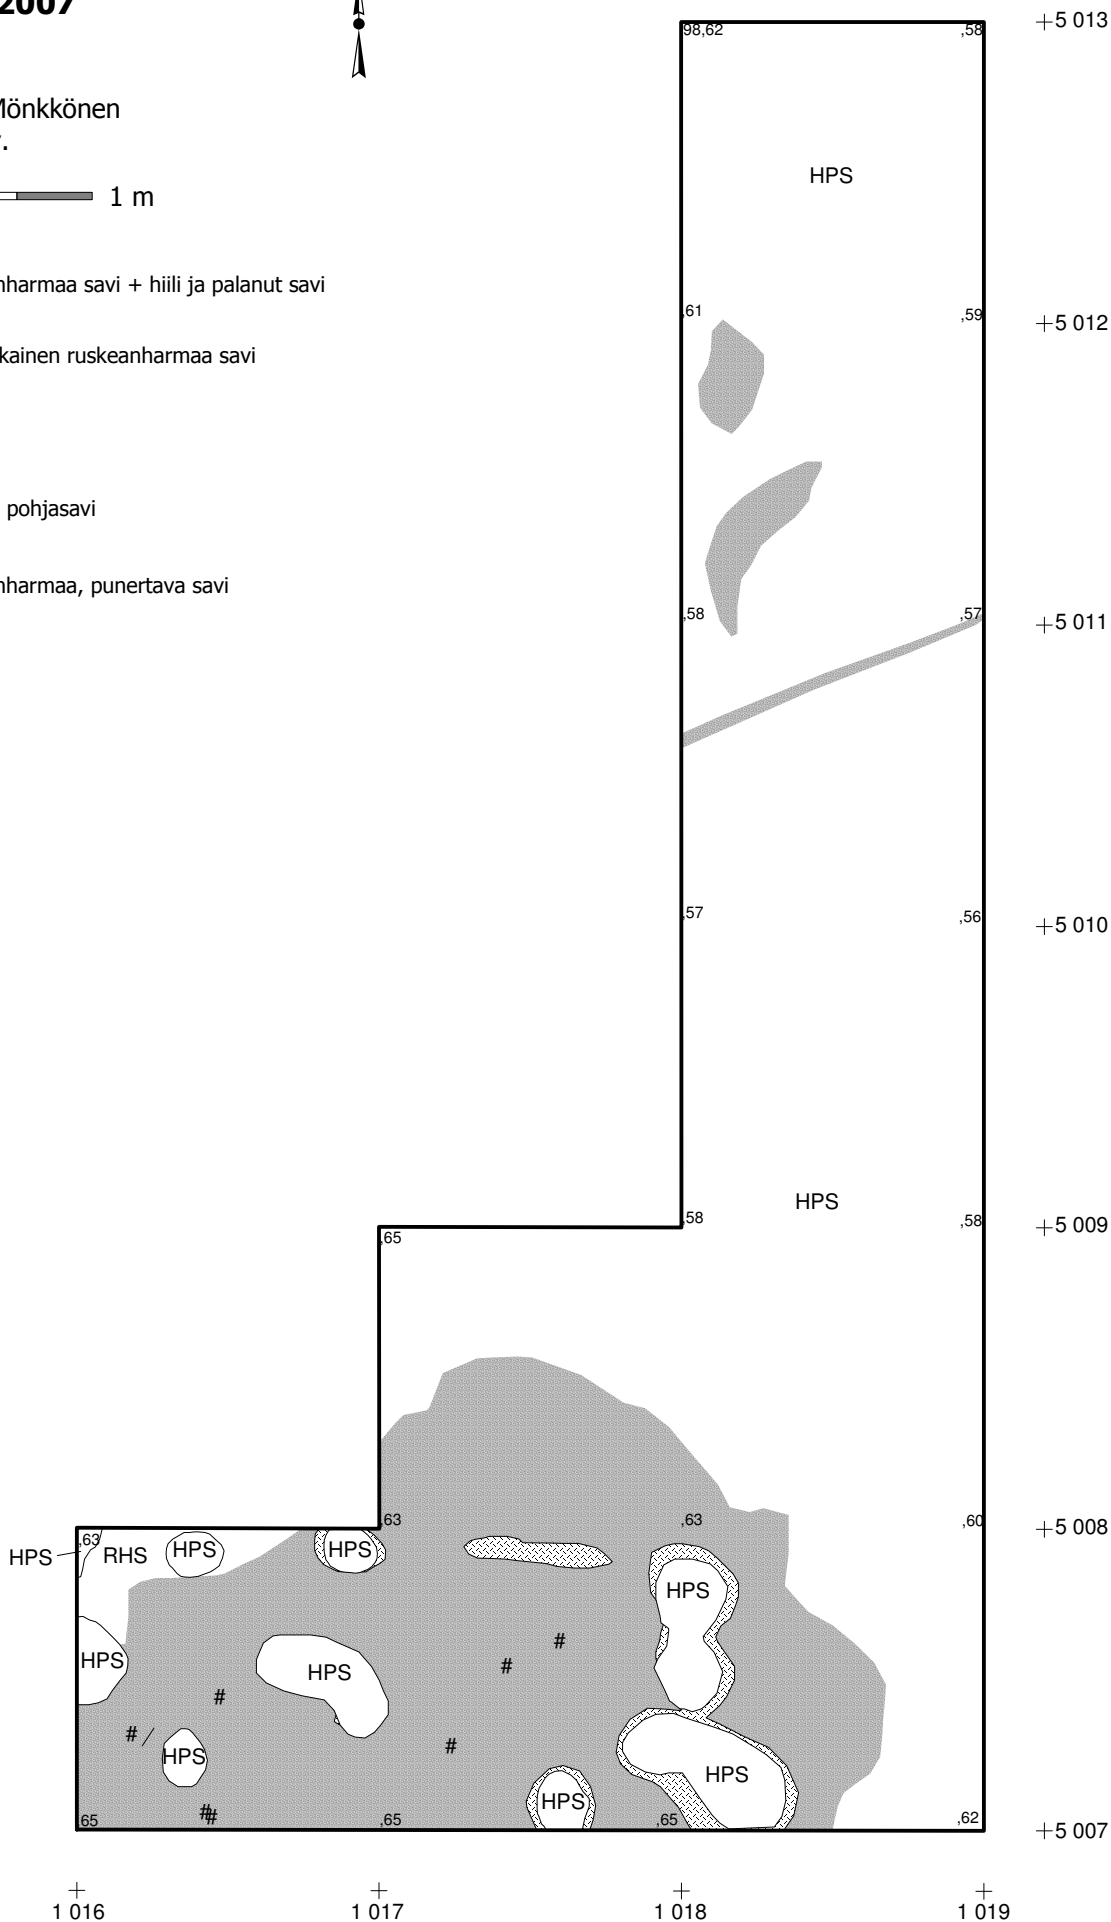 2007
Mönkkönen
1 m
nharmaa savi + hiili ja palanut savi
kainen ruskeanharmaa savi
pohjasavi
nharmaa, punertava savi
98,62 ,58 +5 013
HPS
,61 ,59 +5 012
,58 ,57 +5 011
,57 ,56 +5 010
HPS
,58 ,58 +5 009
,65
,63 ,63 ,63 ,60 +5 008
HPS RHS HPS HPS
HPS
#
HPS HPS
#
#
# #
HPS HPS
HPS
# #
,65 ,65 ,65 ,62 +5 007
1 016 1 017 1 018 1 019